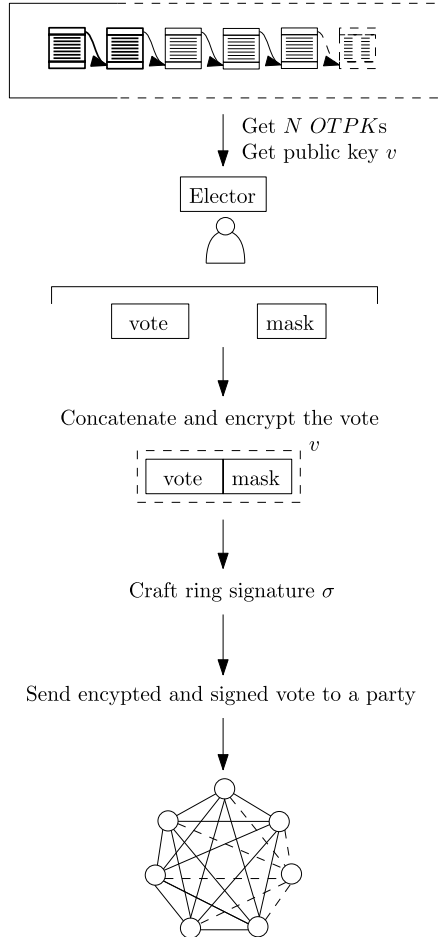 Get N OTPKs
Get public key v
Elector
vote mask
Concatenate and encrypt the vote
v
vote mask
Craft ring signature σ
Send encrypted and signed vote to a party